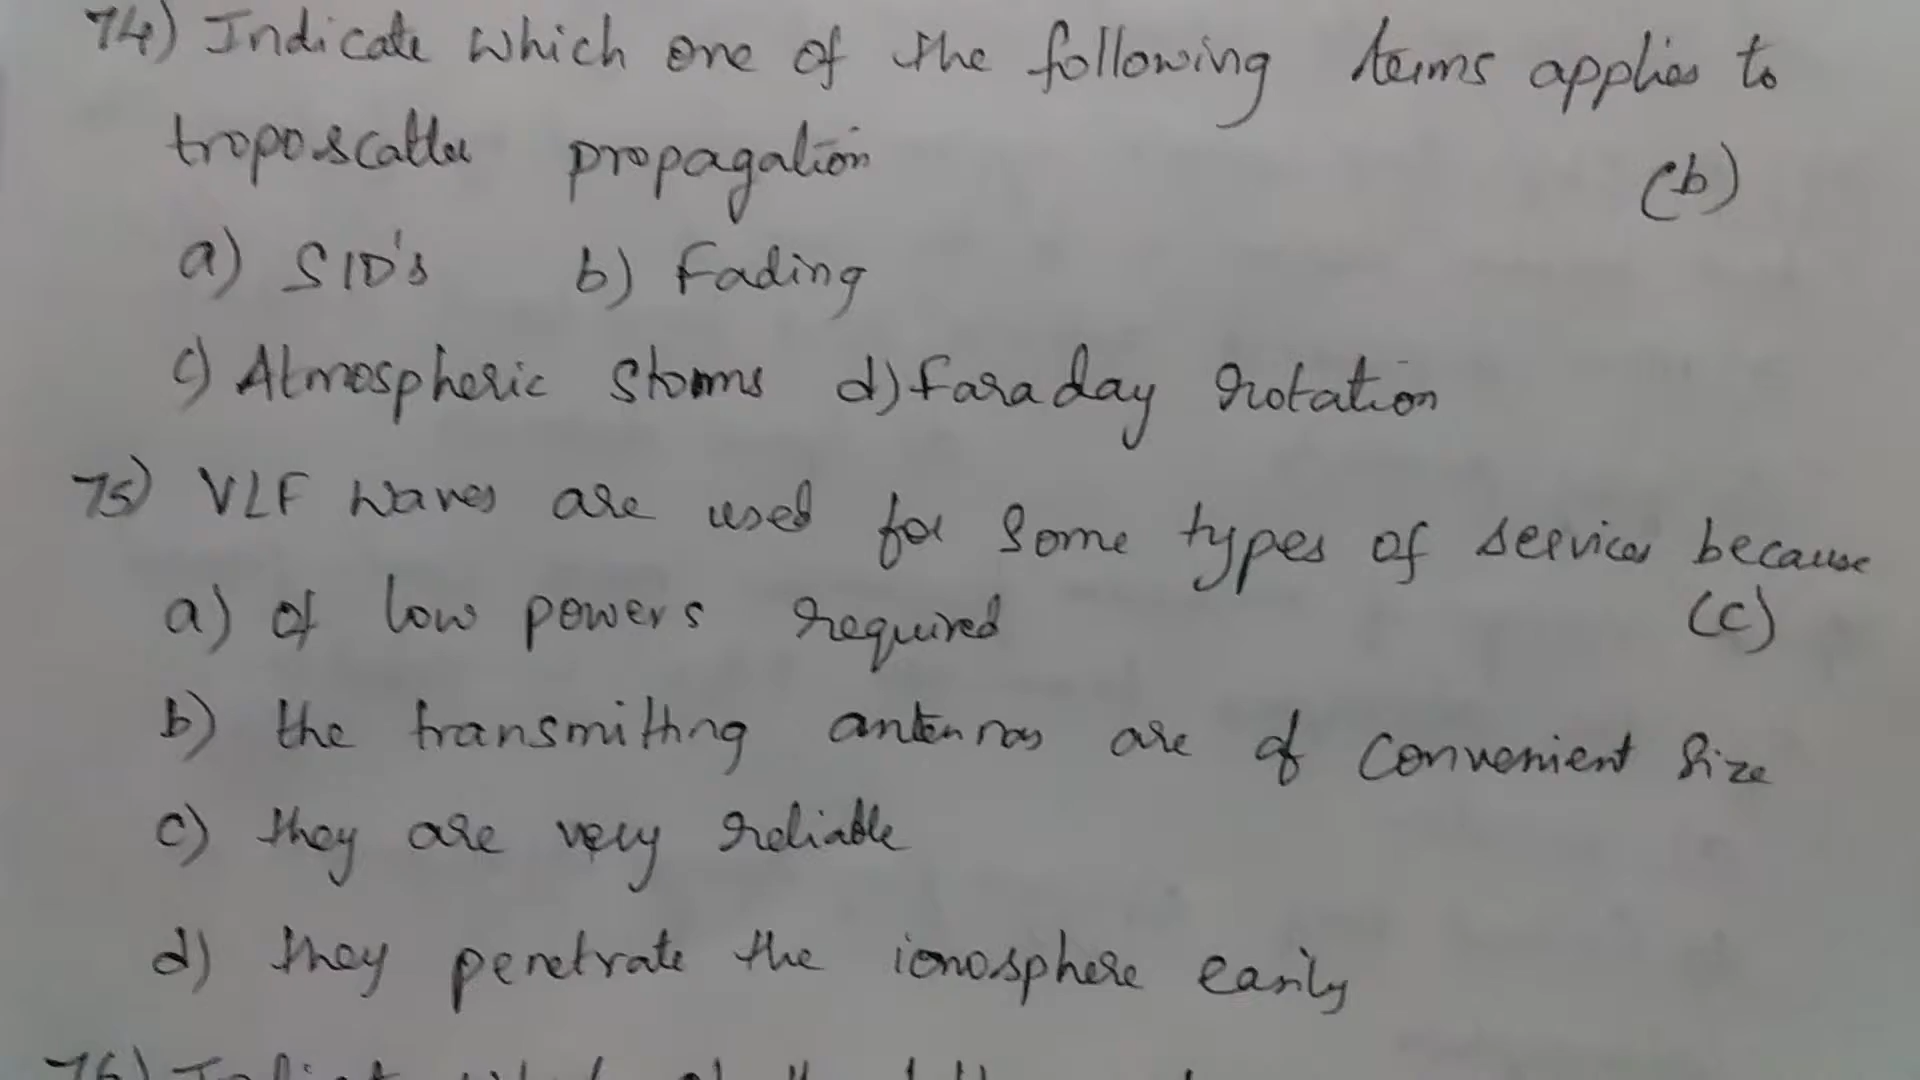 74) Indicate which one of the following terms applies to
troposcatter propagation (b)
a) SID's b) Fading
c) Atmospheric Storms d) Faraday rotation
75) VLF waves are used for Some types of services because
a) of low powers required (c)
b) the transmitting antennas are of Convenient Size
c) they are very reliable
d) they penetrate the ionosphere easily
76)